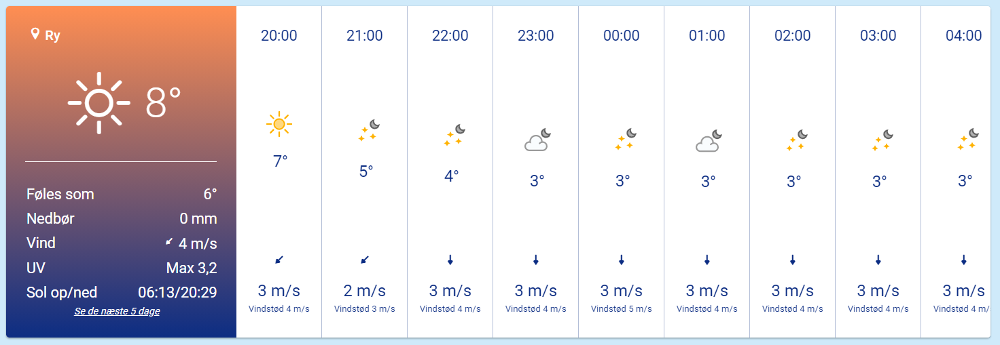 Ry
8°
Føles som 6°
Nedbør 0 mm
Vind 4 m/s
UV Max 3,2
Sol op/ned 06:13/20:29
Se de næste 5 dage
20:00 21:00 22:00 23:00 00:00 01:00 02:00 03:00 04:00
7° 5° 4° 3° 3° 3° 3° 3° 3°
3 m/s 2 m/s 3 m/s 3 m/s 3 m/s 3 m/s 3 m/s 3 m/s 3 m/s
Vindstød 4 m/s Vindstød 3 m/s Vindstød 4 m/s Vindstød 4 m/s Vindstød 5 m/s Vindstød 4 m/s Vindstød 4 m/s Vindstød 4 m/s Vindstød 4 m/